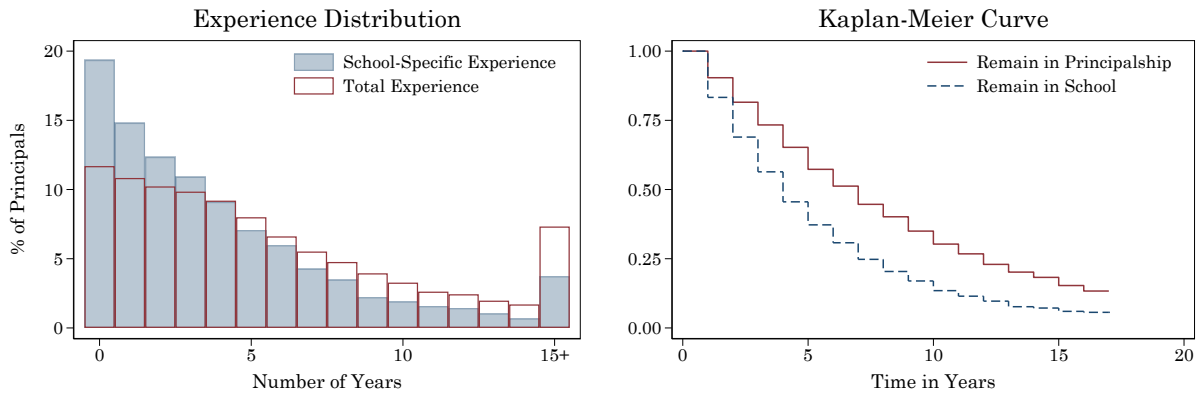 Experience Distribution
% of Principals
20
15
10
5
0
School-Specific Experience
Total Experience
0
5
10
15+
Number of Years
Kaplan-Meier Curve
1.00
0.75
0.50
0.25
0.00
Remain in Principalship
Remain in School
0
5
10
15
20
Time in Years